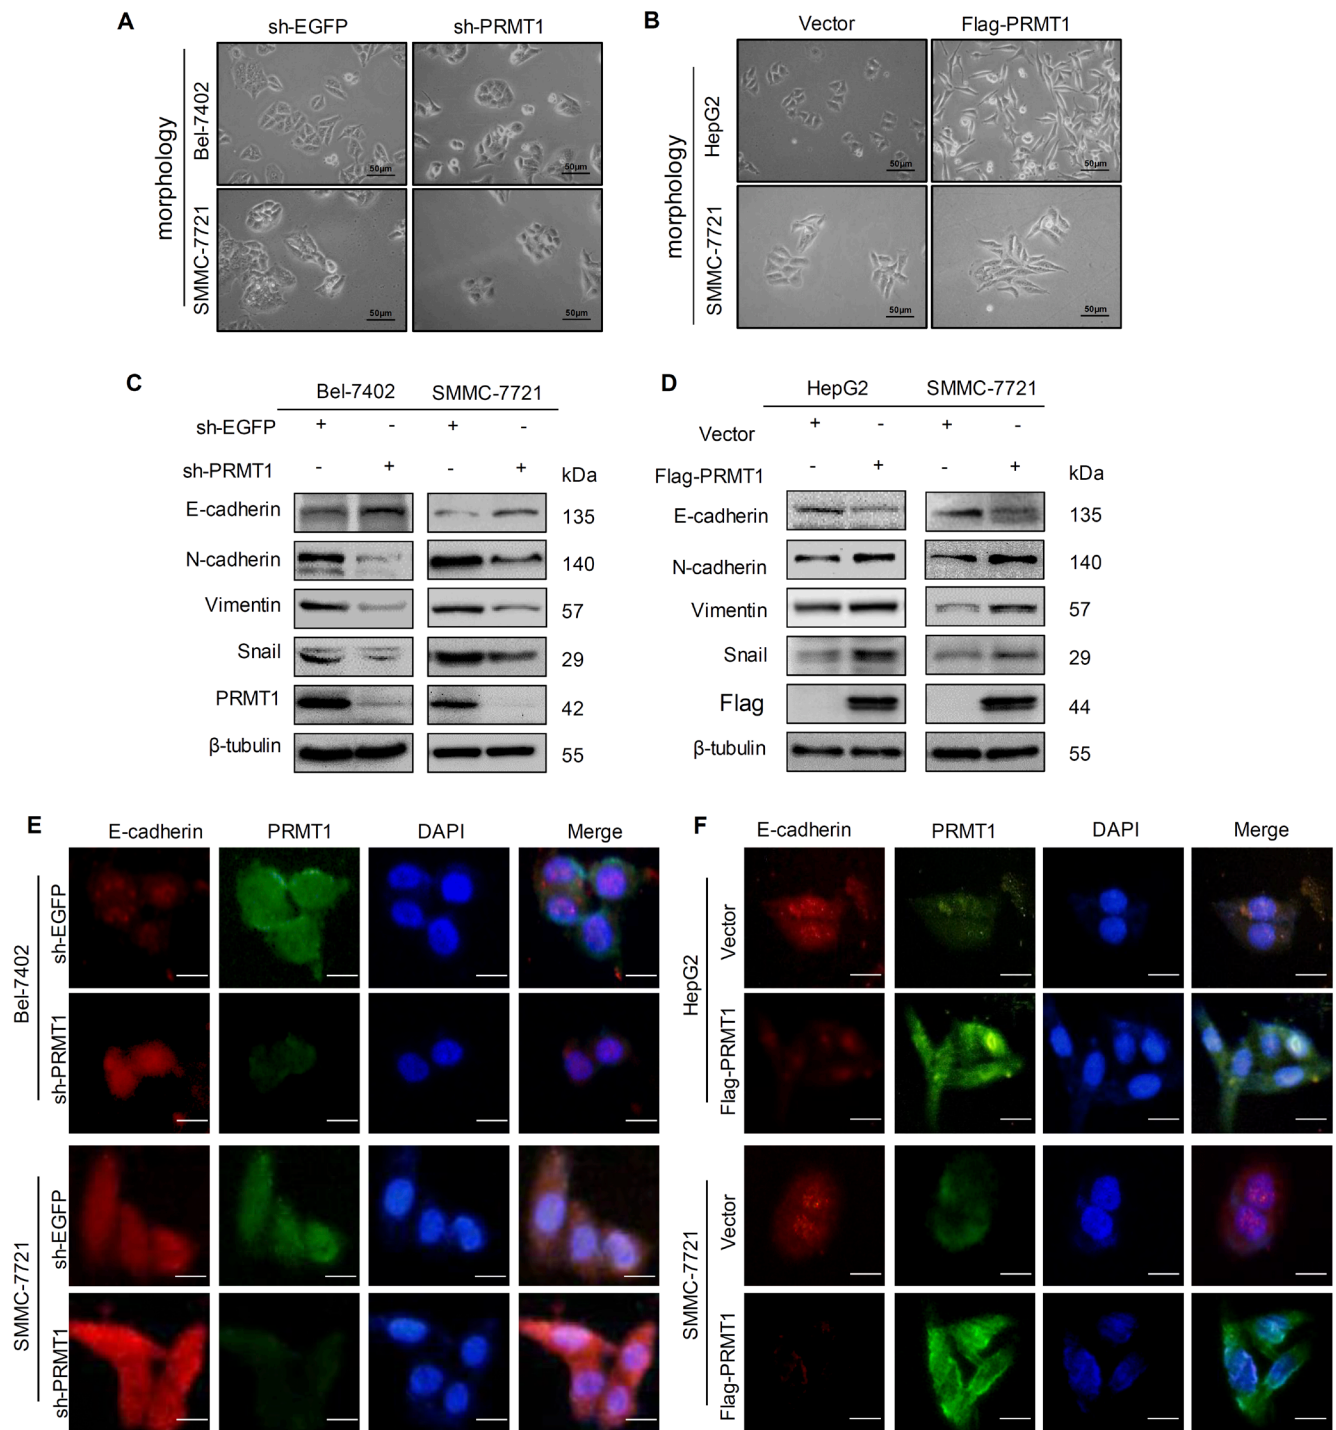 A
sh-EGFP sh-PRMT1
morphology
Bel-7402
50μm 50μm
SMMC-7721
50μm 50μm
B
Vector Flag-PRMT1
morphology
HepG2
50μm 50μm
SMMC-7721
50μm 50μm
C
Bel-7402 SMMC-7721
sh-EGFP + - + -
sh-PRMT1 - + - +
kDa
E-cadherin 135
N-cadherin 140
Vimentin 57
Snail 29
PRMT1 42
β-tubulin 55
D
HepG2 SMMC-7721
Vector + - + -
Flag-PRMT1 - + - +
kDa
E-cadherin 135
N-cadherin 140
Vimentin 57
Snail 29
Flag 44
β-tubulin 55
E
E-cadherin PRMT1 DAPI Merge
Bel-7402
sh-EGFP
sh-PRMT1
SMMC-7721
sh-EGFP
sh-PRMT1
F
E-cadherin PRMT1 DAPI Merge
HepG2
Vector
Flag-PRMT1
SMMC-7721
Vector
Flag-PRMT1